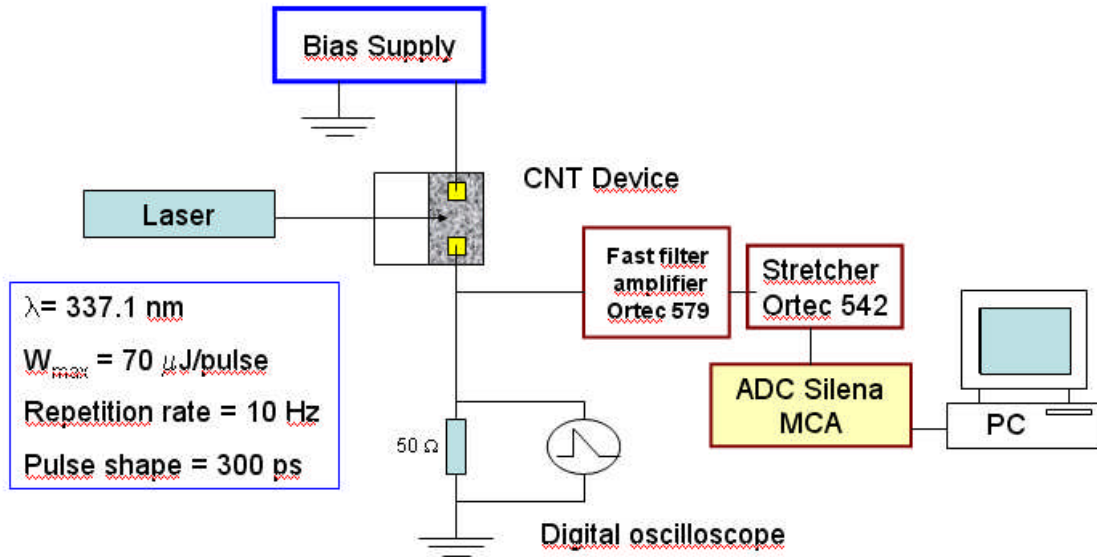 Bias Supply
CNT Device
Laser
Fast filter
amplifier
Ortec 579
Stretcher
Ortec 542
λ= 337.1 nm
Wmax = 70 μJ/pulse
Repetition rate = 10 Hz
Pulse shape = 300 ps
ADC Silena
MCA
PC
50 Ω
Digital oscilloscope